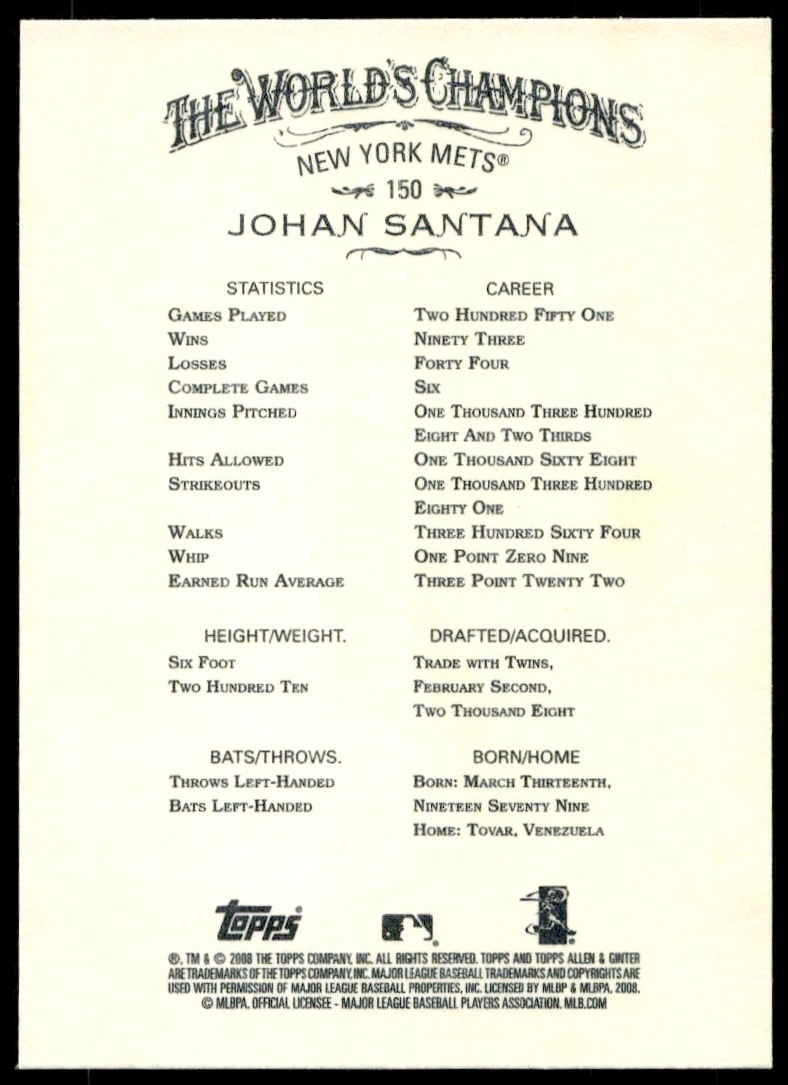 THE WORLD'S CHAMPIONS
NEW YORK METS®
150
JOHAN SANTANA
STATISTICS CAREER
GAMES PLAYED TWO HUNDRED FIFTY ONE
WINS NINETY THREE
LOSSES FORTY FOUR
COMPLETE GAMES SIX
INNINGS PITCHED ONE THOUSAND THREE HUNDRED
EIGHT AND TWO THIRDS
HITS ALLOWED ONE THOUSAND SIXTY EIGHT
STRIKEOUTS ONE THOUSAND THREE HUNDRED
EIGHTY ONE
WALKS THREE HUNDRED SIXTY FOUR
WHIP ONE POINT ZERO NINE
EARNED RUN AVERAGE THREE POINT TWENTY TWO
HEIGHT/WEIGHT. DRAFTED/ACQUIRED.
SIX FOOT TRADE WITH TWINS,
TWO HUNDRED TEN FEBRUARY SECOND,
TWO THOUSAND EIGHT
BATS/THROWS. BORN/HOME
THROWS LEFT-HANDED BORN: MARCH THIRTEENTH,
BATS LEFT-HANDED NINETEEN SEVENTY NINE
HOME: TOVAR, VENEZUELA
Topps®
®, TM & © 2008 THE TOPPS COMPANY, INC. ALL RIGHTS RESERVED. TOPPS AND TOPPS ALLEN & GINTER
ARE TRADEMARKS OF THE TOPPS COMPANY, INC. MAJOR LEAGUE BASEBALL TRADEMARKS AND COPYRIGHTS ARE
USED WITH PERMISSION OF MAJOR LEAGUE BASEBALL PROPERTIES, INC. LICENSED BY MLBP & MLBPA, 2008.
© MLBPA. OFFICIAL LICENSEE - MAJOR LEAGUE BASEBALL PLAYERS ASSOCIATION. MLB.COM